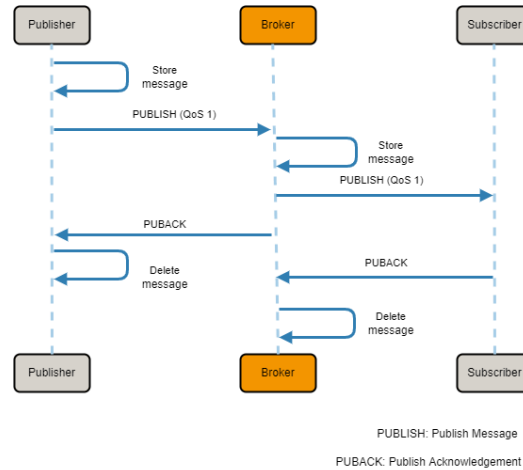 Publisher
Broker
Subscriber
Store
message
PUBLISH (QoS 1)
Store
message
PUBLISH (QoS 1)
PUBACK
Delete
message
PUBACK
Delete
message
Publisher
Broker
Subscriber
PUBLISH: Publish Message
PUBACK: Publish Acknowledgement